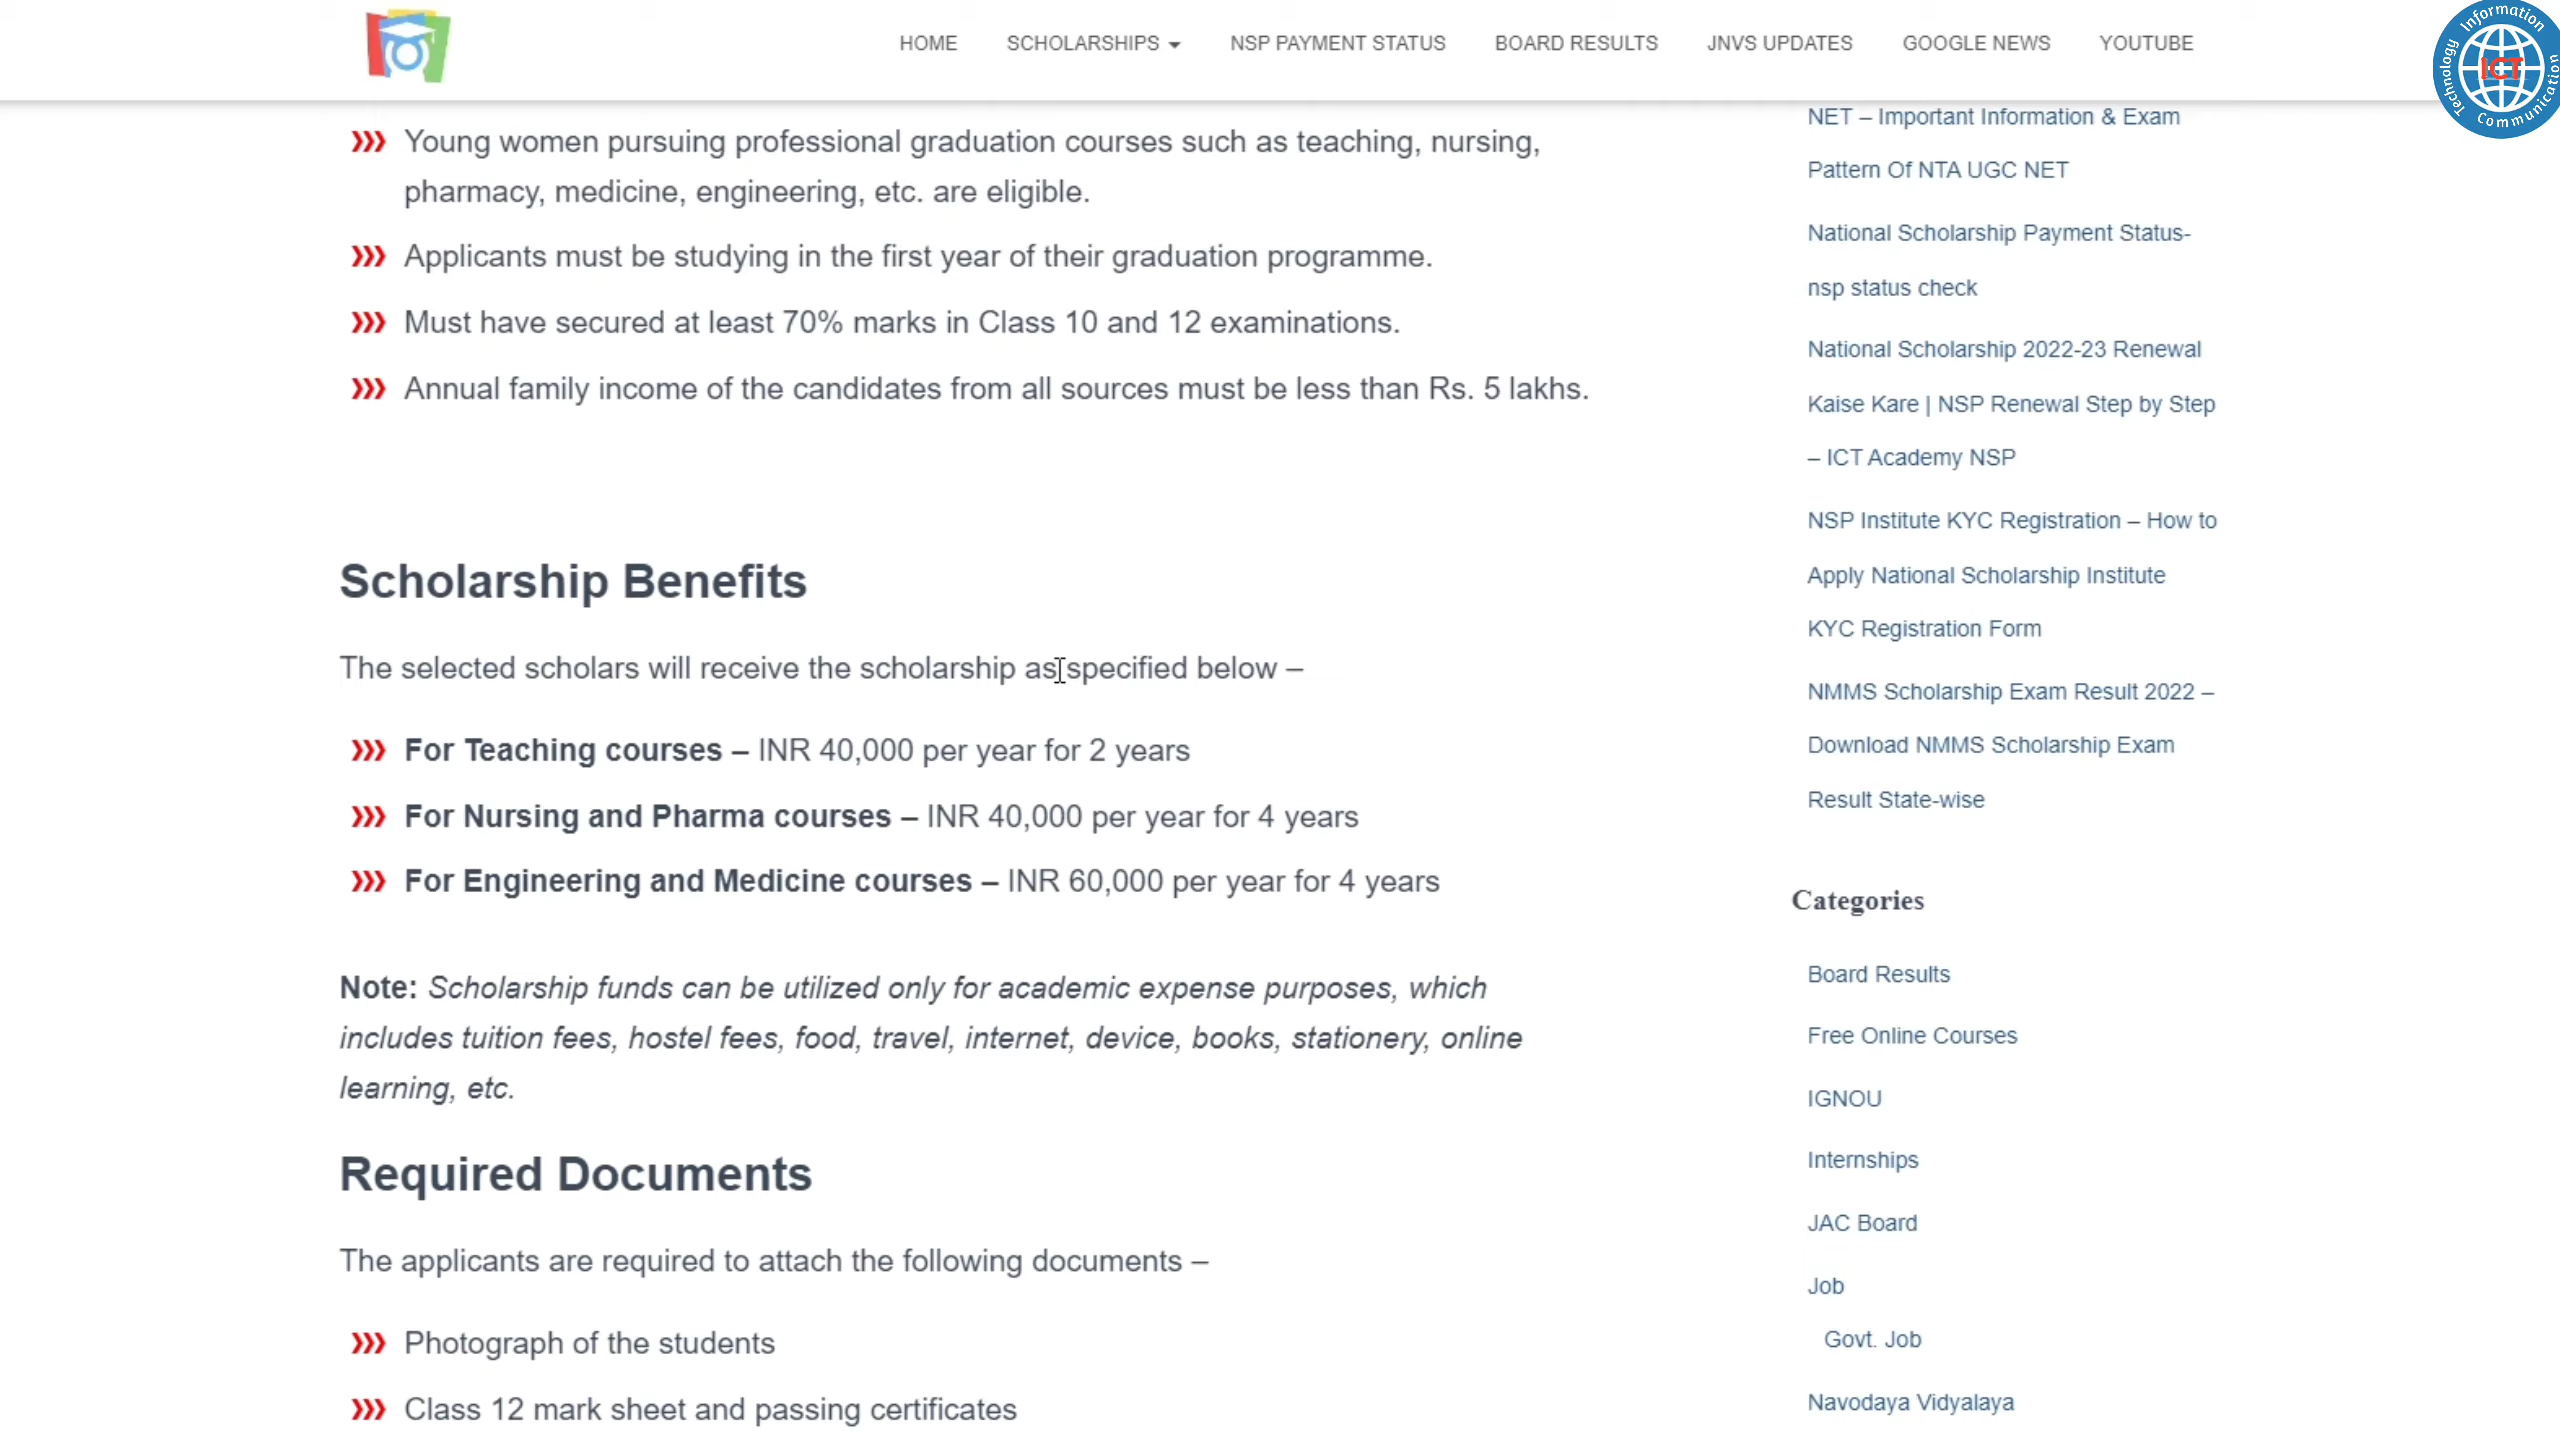 HOME SCHOLARSHIPS NSP PAYMENT STATUS BOARD RESULTS JNVS UPDATES GOOGLE NEWS YOUTUBE
Information
Technology
ICT
Communication
Young women pursuing professional graduation courses such as teaching, nursing,
pharmacy, medicine, engineering, etc. are eligible.
Applicants must be studying in the first year of their graduation programme.
Must have secured at least 70% marks in Class 10 and 12 examinations.
Annual family income of the candidates from all sources must be less than Rs. 5 lakhs.
Scholarship Benefits
The selected scholars will receive the scholarship as specified below –
For Teaching courses – INR 40,000 per year for 2 years
For Nursing and Pharma courses – INR 40,000 per year for 4 years
For Engineering and Medicine courses – INR 60,000 per year for 4 years
Note: Scholarship funds can be utilized only for academic expense purposes, which
includes tuition fees, hostel fees, food, travel, internet, device, books, stationery, online
learning, etc.
Required Documents
The applicants are required to attach the following documents –
Photograph of the students
Class 12 mark sheet and passing certificates
NET – Important Information & Exam
Pattern Of NTA UGC NET
National Scholarship Payment Status-
nsp status check
National Scholarship 2022-23 Renewal
Kaise Kare | NSP Renewal Step by Step
– ICT Academy NSP
NSP Institute KYC Registration – How to
Apply National Scholarship Institute
KYC Registration Form
NMMS Scholarship Exam Result 2022 –
Download NMMS Scholarship Exam
Result State-wise
Categories
Board Results
Free Online Courses
IGNOU
Internships
JAC Board
Job
Govt. Job
Navodaya Vidyalaya